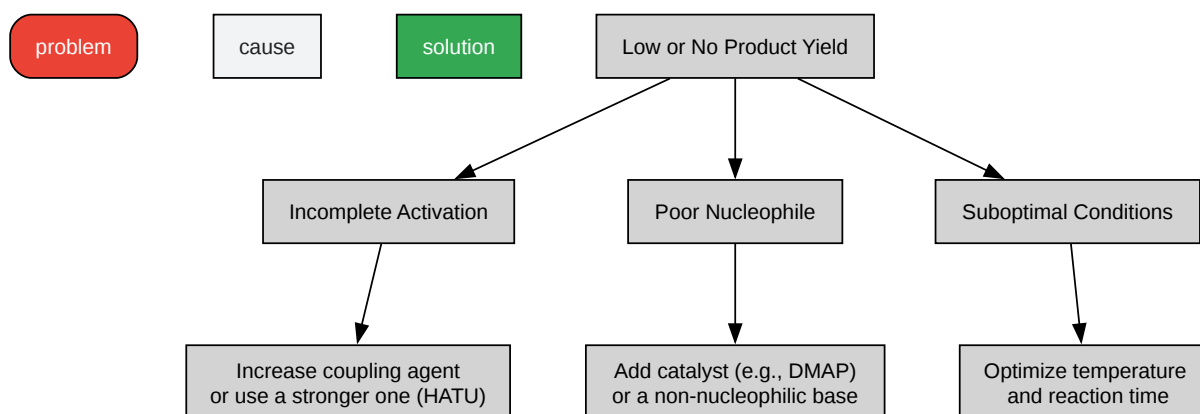 problem
cause
solution
Low or No Product Yield
Incomplete Activation
Poor Nucleophile
Suboptimal Conditions
Increase coupling agent
or use a stronger one (HATU)
Add catalyst (e.g., DMAP)
or a non-nucleophilic base
Optimize temperature
and reaction time